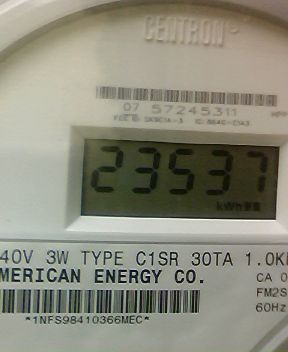 CENTRON
07 57245311
23537
kWh
40V 3W TYPE C1SR 30TA 1.0K
MERICAN ENERGY CO.
CA 0
FM2S
60Hz
*1NFS98410366MEC*